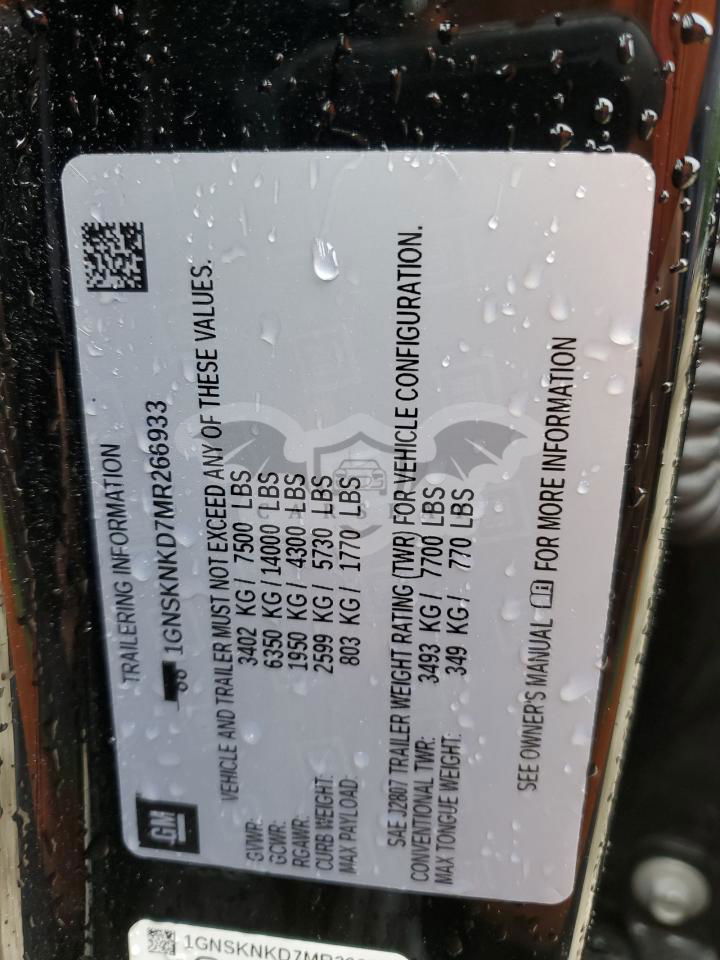 TRAILERING INFORMATION
1GNSKNKD7MR266933
VEHICLE AND TRAILER MUST NOT EXCEED ANY OF THESE VALUES.
GVWR: 3402 KG / 7500 LBS
GCWR: 6350 KG / 14000 LBS
RGAWR: 1950 KG / 4300 LBS
CURB WEIGHT: 2599 KG / 5730 LBS
MAX PAYLOAD: 803 KG / 1770 LBS
SAE J2807 TRAILER WEIGHT RATING (TWR) FOR VEHICLE CONFIGURATION.
CONVENTIONAL TWR: 3493 KG / 7700 LBS
MAX TONGUE WEIGHT: 349 KG / 770 LBS
SEE OWNER'S MANUAL FOR MORE INFORMATION
GM
1GNSKNKD7MR266